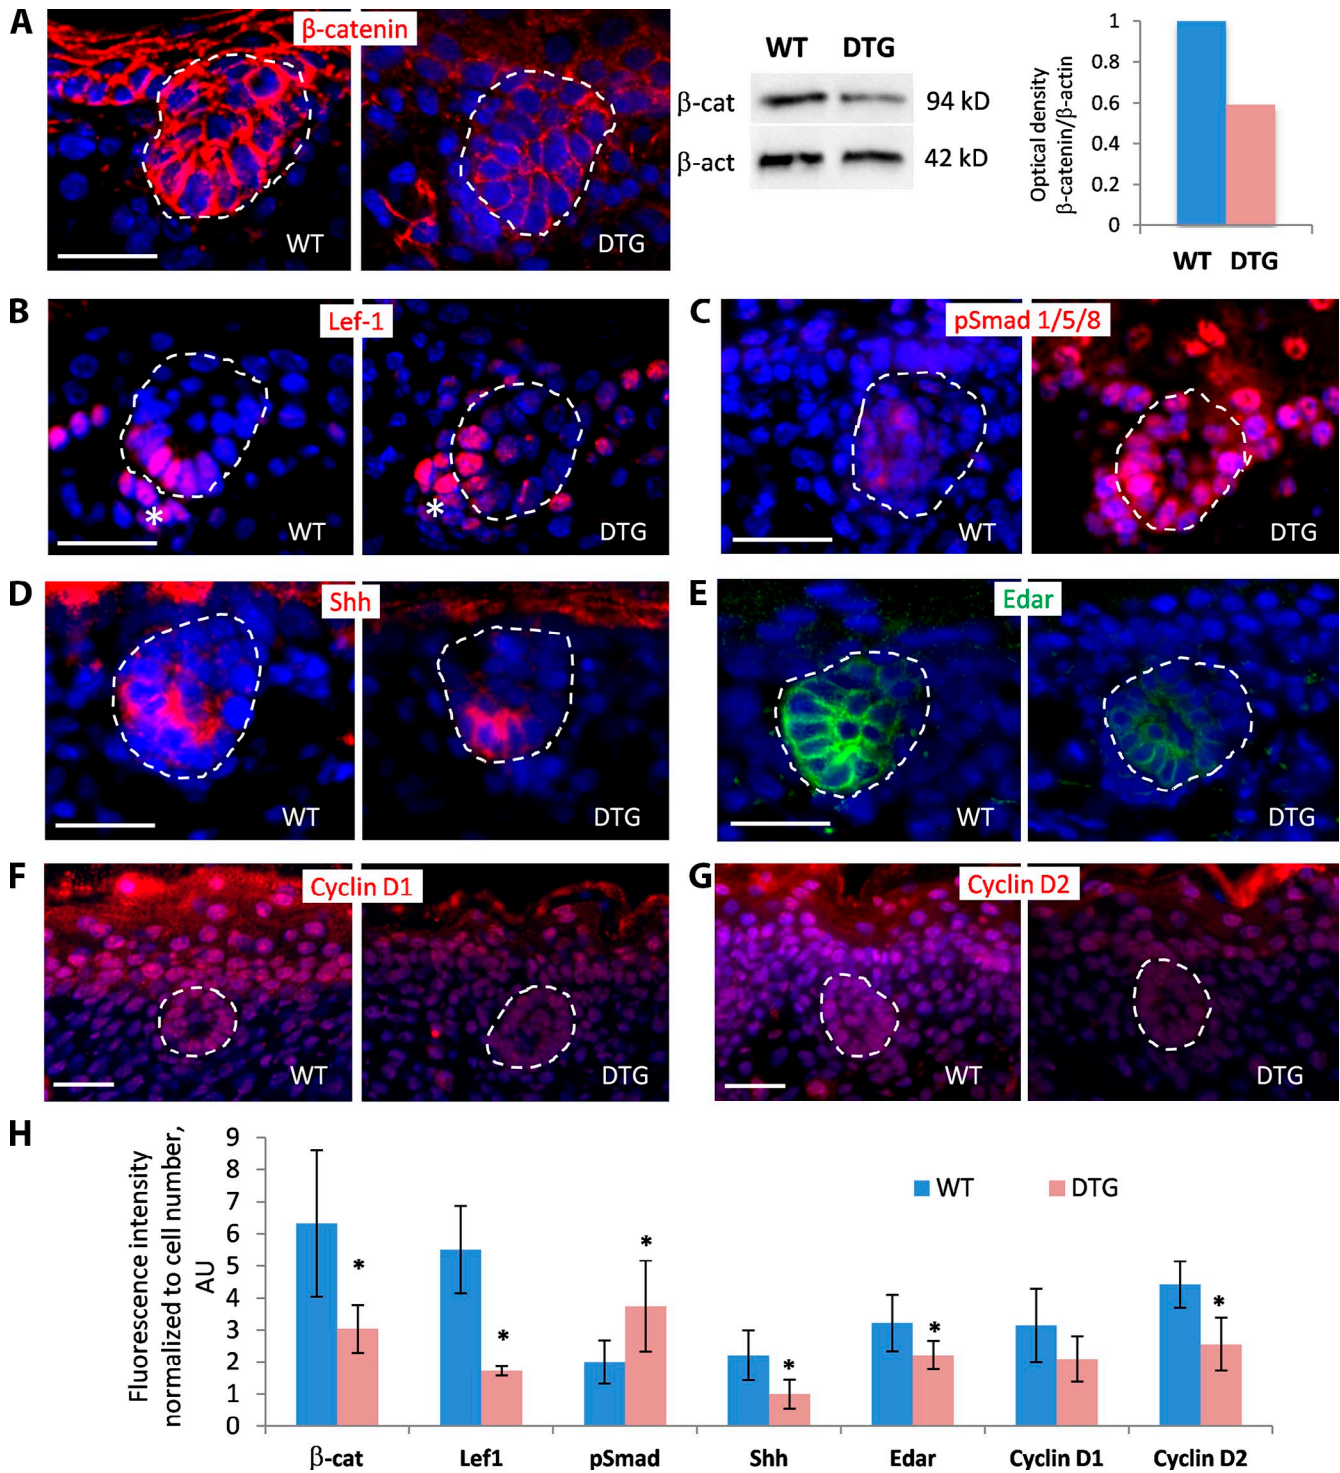 A
β-catenin
WT
DTG
WT DTG
β-cat 94 kD
β-act 42 kD
Optical density
β-catenin/β-actin
1
0.8
0.6
0.4
0.2
0
WT DTG
B
Lef-1
*
WT
*
DTG
C
pSmad 1/5/8
WT
DTG
D
Shh
WT
DTG
E
Edar
WT
DTG
F
Cyclin D1
WT
DTG
G
Cyclin D2
WT
DTG
H
Fluorescence intensity
normalized to cell number,
AU
9
8
7
6
5
4
3
2
1
0
WT DTG
* * * * * *
β-cat Lef1 pSmad Shh Edar Cyclin D1 Cyclin D2